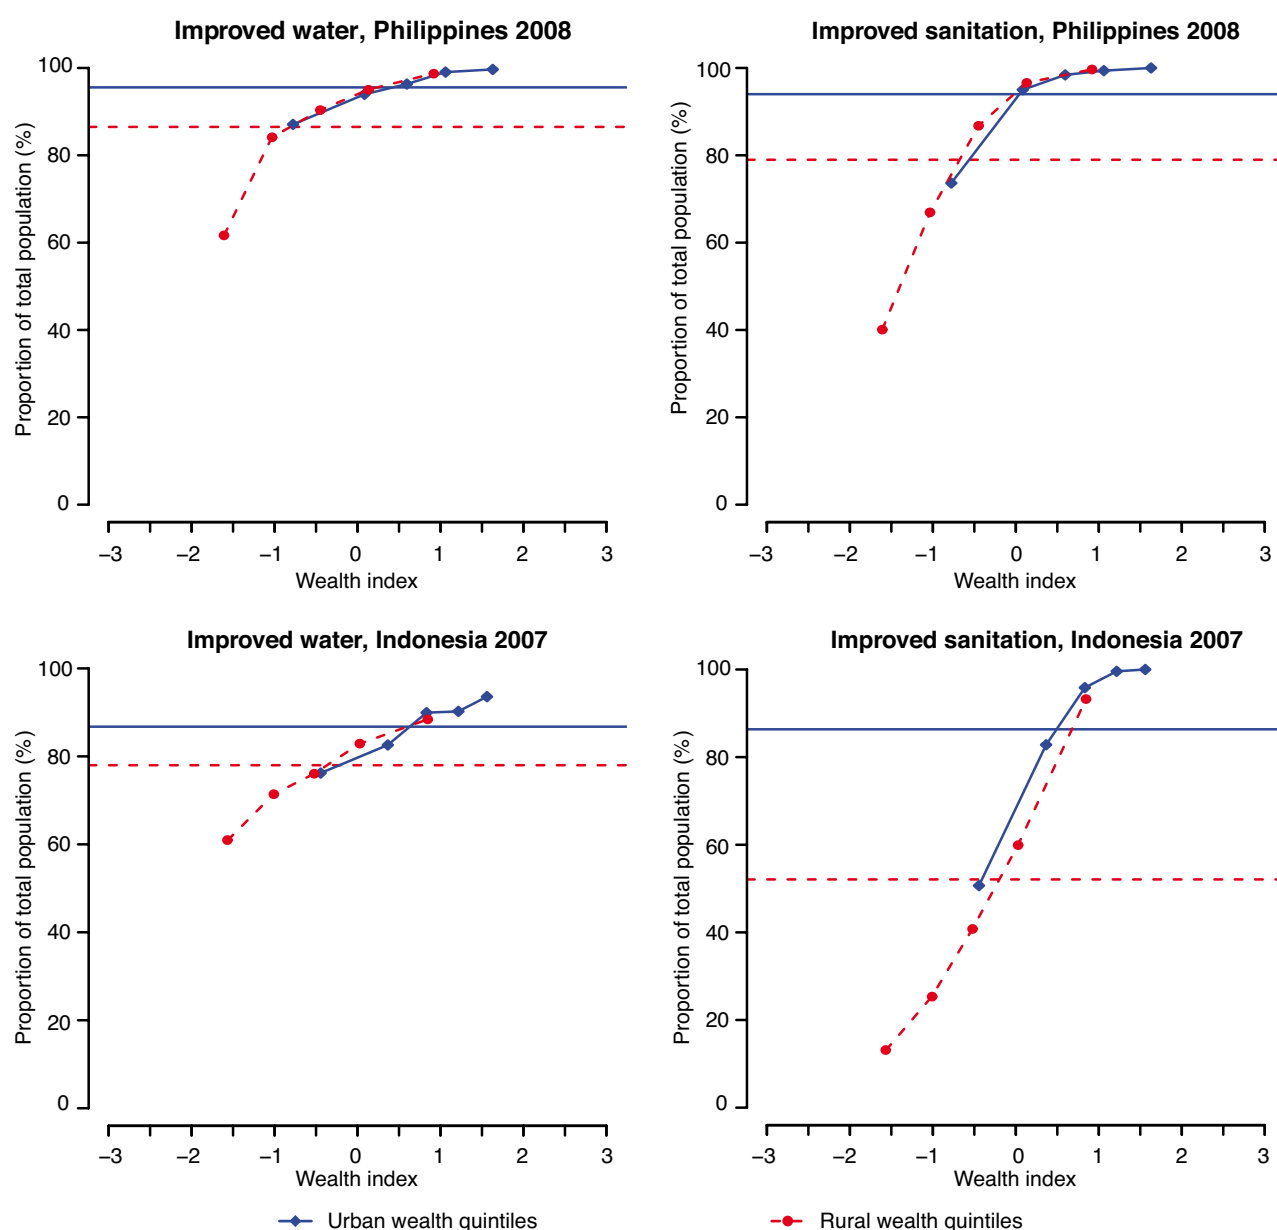 Improved water, Philippines 2008
Proportion of total population (%)
100
80
60
40
20
0
−3 −2 −1 0 1 2 3
Wealth index
Improved sanitation, Philippines 2008
Proportion of total population (%)
100
80
60
40
20
0
−3 −2 −1 0 1 2 3
Wealth index
Improved water, Indonesia 2007
Proportion of total population (%)
100
80
60
40
20
0
−3 −2 −1 0 1 2 3
Wealth index
Improved sanitation, Indonesia 2007
Proportion of total population (%)
100
80
60
40
20
0
−3 −2 −1 0 1 2 3
Wealth index
Urban wealth quintiles
Rural wealth quintiles